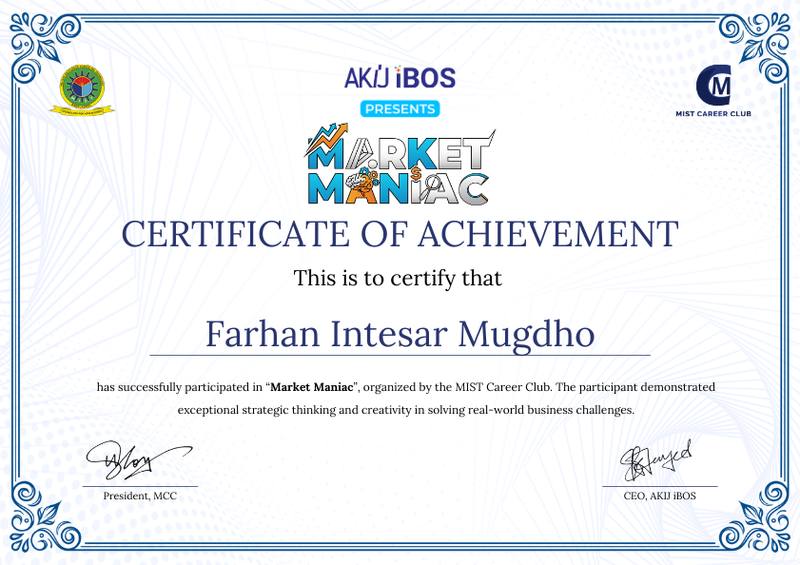 AKIJ iBOS
PRESENTS
MIST CAREER CLUB
MARKET
MANIAC
CERTIFICATE OF ACHIEVEMENT
This is to certify that
Farhan Intesar Mugdho
has successfully participated in “Market Maniac”, organized by the MIST Career Club. The participant demonstrated
exceptional strategic thinking and creativity in solving real-world business challenges.
President, MCC
CEO, AKIJ iBOS